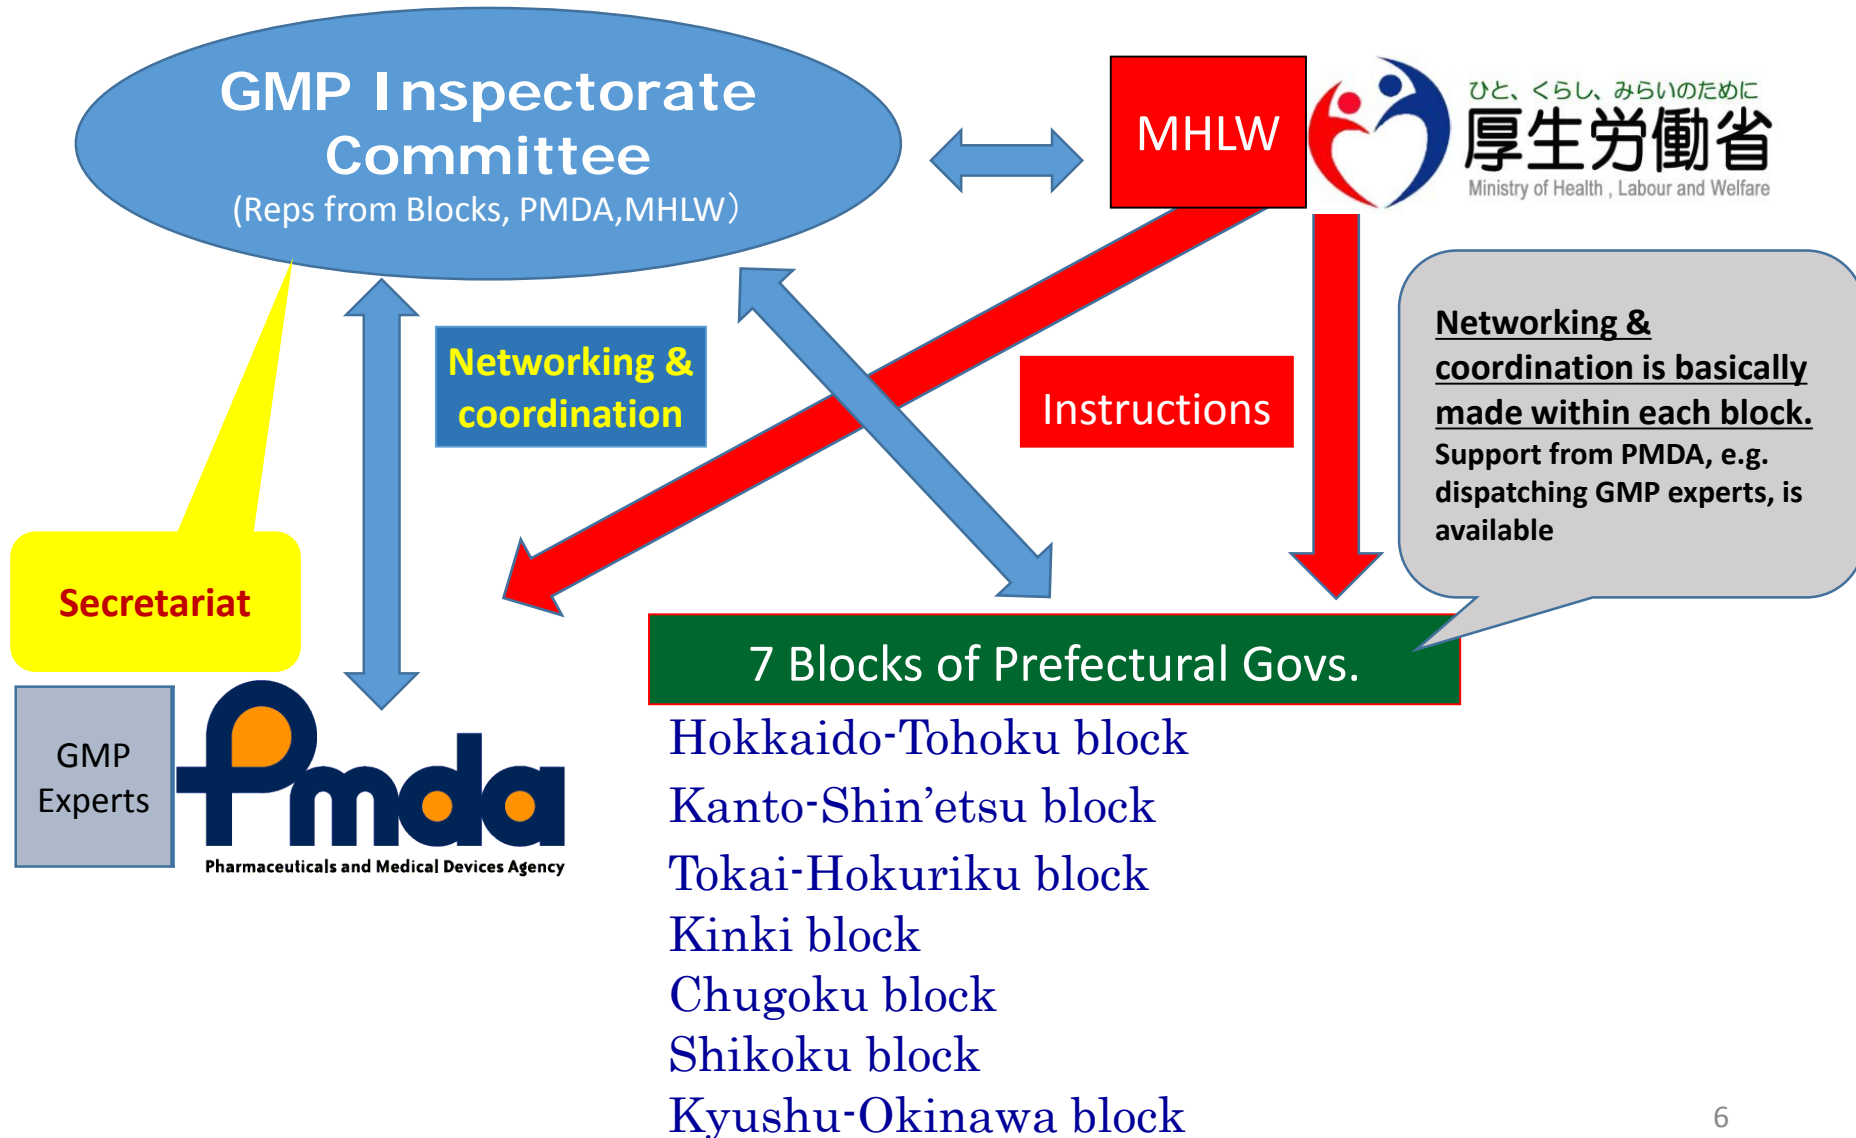 GMP Inspectorate
Committee
(Reps from Blocks, PMDA,MHLW）
MHLW
ひと、くらし、みらいのために
厚生労働省
Ministry of Health , Labour and Welfare
Networking &
coordination
Instructions
Networking &
coordination is basically
made within each block.
Support from PMDA, e.g.
dispatching GMP experts, is
available
Secretariat
GMP
Experts
Pmda
Pharmaceuticals and Medical Devices Agency
7 Blocks of Prefectural Govs.
Hokkaido-Tohoku block
Kanto-Shin’etsu block
Tokai-Hokuriku block
Kinki block
Chugoku block
Shikoku block
Kyushu-Okinawa block
6